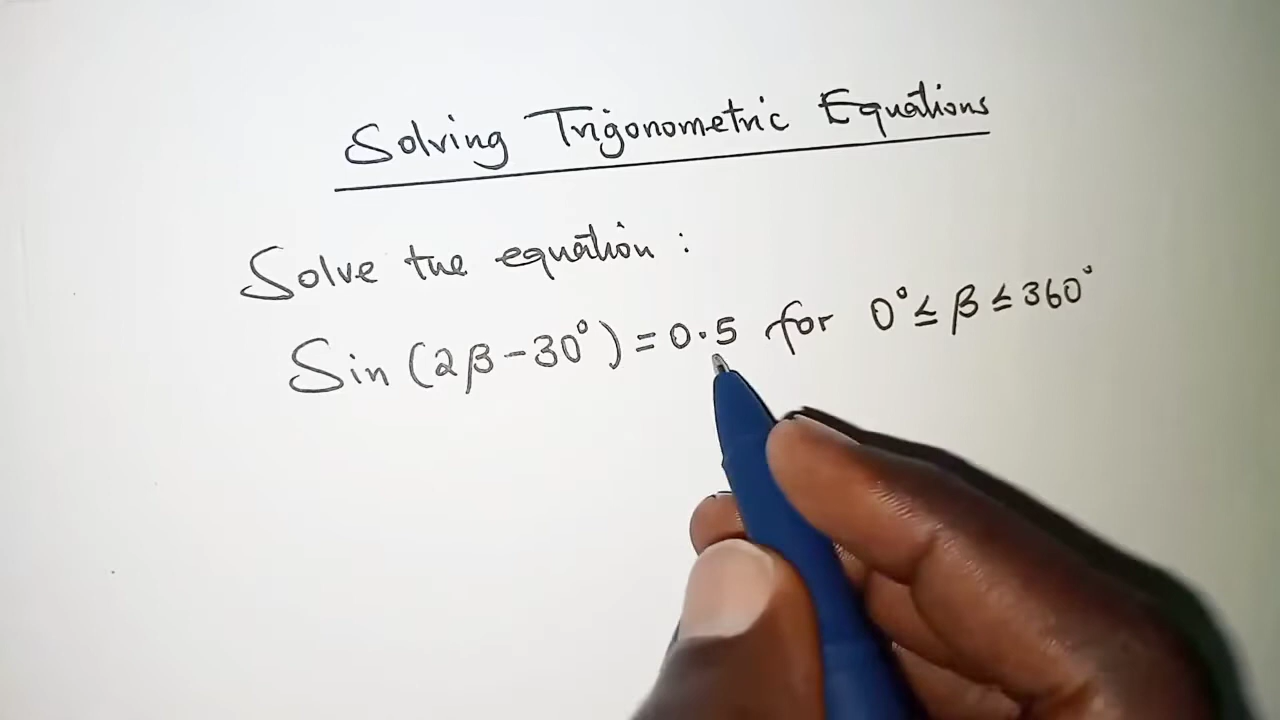 Solving Trigonometric Equations
Solve the equation :
Sin (2β-30°) = 0.5 for 0° ≤ β ≤ 360°